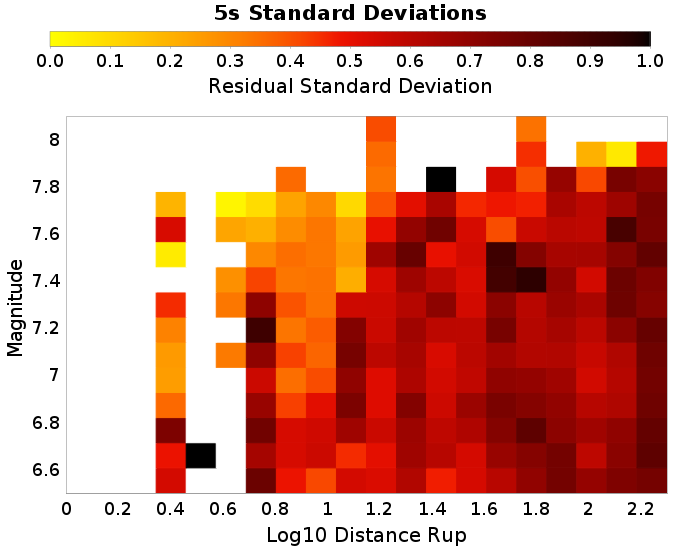 5s Standard Deviations
0.0 0.1 0.2 0.3 0.4 0.5 0.6 0.7 0.8 0.9 1.0
Residual Standard Deviation
8
7.8
7.6
7.4
7.2
7
6.8
6.6
Magnitude
0 0.2 0.4 0.6 0.8 1 1.2 1.4 1.6 1.8 2 2.2
Log10 Distance Rup